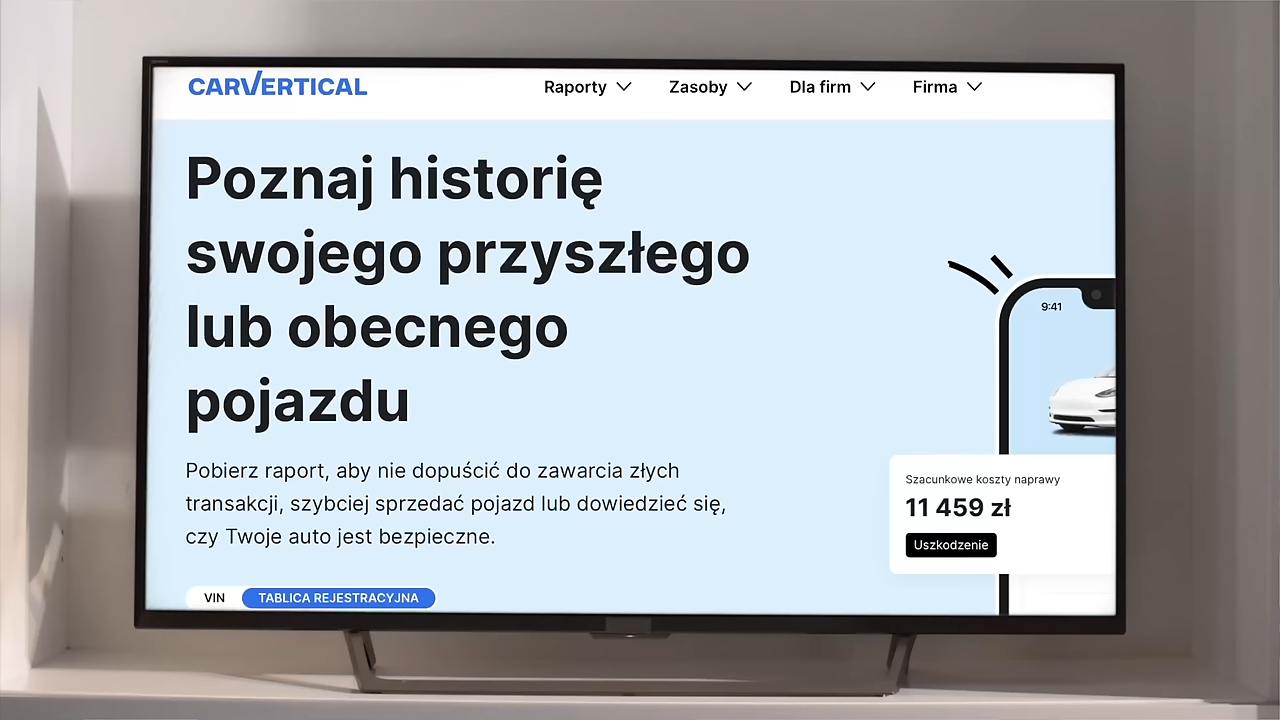 CARVERTICAL
Raporty
Zasoby
Dla firm
Firma
Poznaj historię
swojego przyszłego
lub obecnego
pojazdu
Pobierz raport, aby nie dopuścić do zawarcia złych
transakcji, szybciej sprzedać pojazd lub dowiedzieć się,
czy Twoje auto jest bezpieczne.
VIN
TABLICA REJESTRACYJNA
9:41
Szacunkowe koszty naprawy
11 459 zł
Uszkodzenie